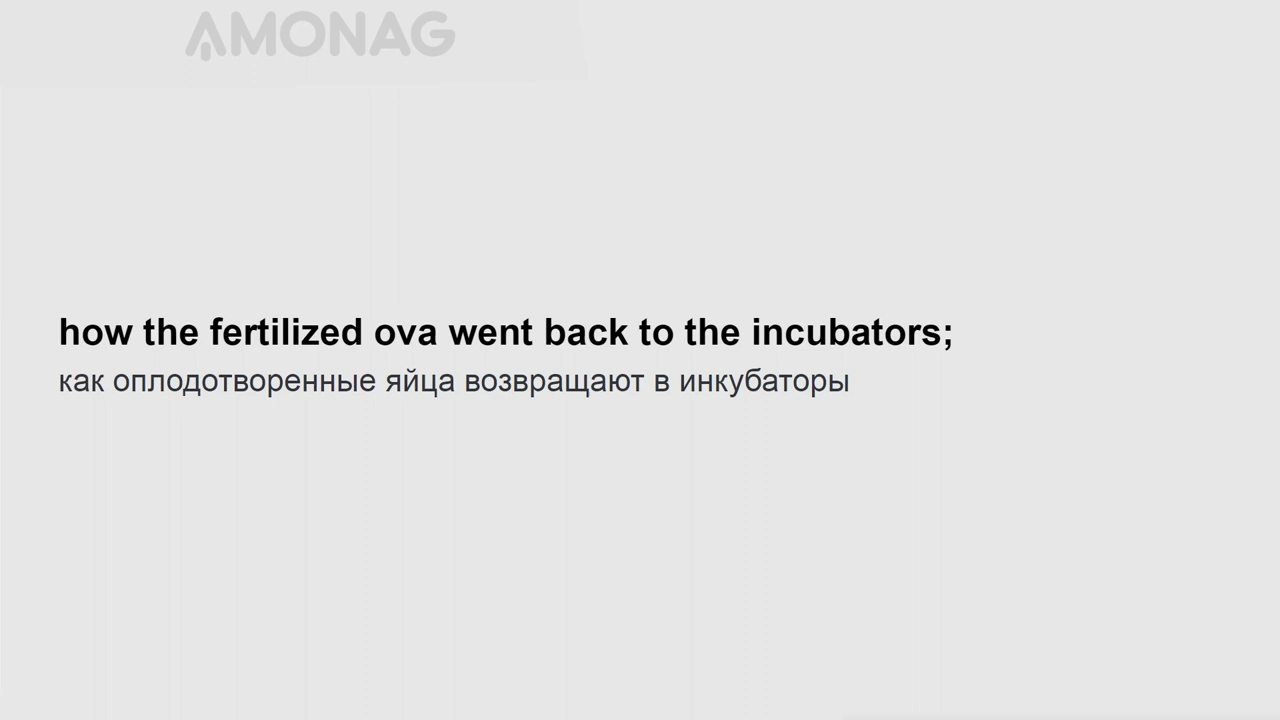 AMONAG
how the fertilized ova went back to the incubators;
как оплодотворенные яйца возвращают в инкубаторы